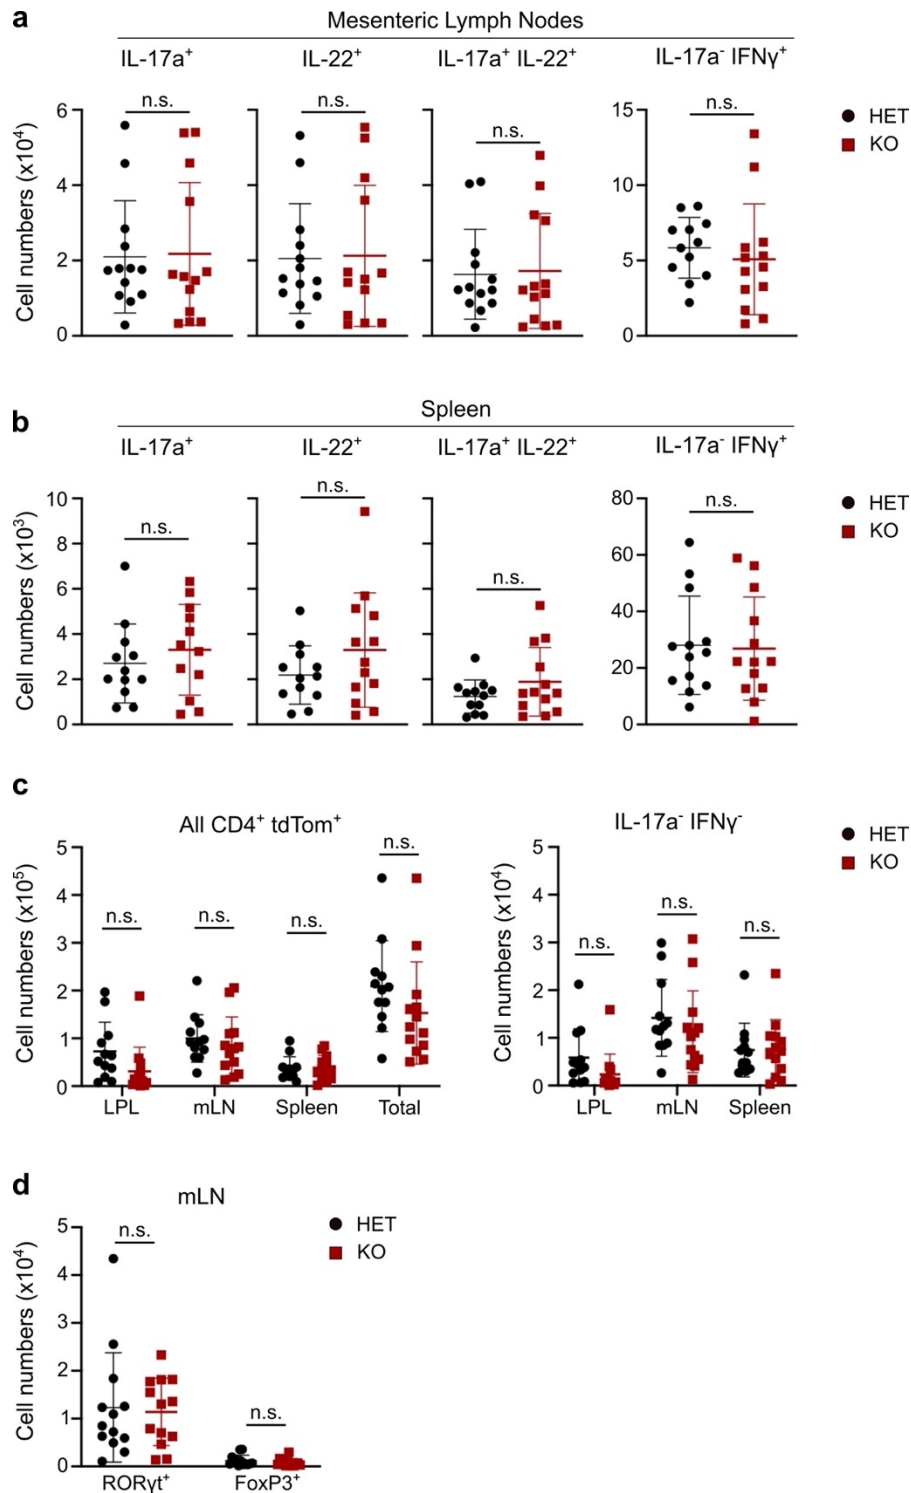 a
Mesenteric Lymph Nodes
IL-17a⁺ IL-22⁺ IL-17a⁺ IL-22⁺ IL-17a⁻ IFNγ⁺
n.s. n.s. n.s. n.s.
HET
KO
Cell numbers (x10⁴)
6 15
4 10
2 5
0 0
b
Spleen
IL-17a⁺ IL-22⁺ IL-17a⁺ IL-22⁺ IL-17a⁻ IFNγ⁺
n.s. n.s. n.s. n.s.
HET
KO
Cell numbers (x10³)
10 80
8 60
6 40
4 20
2
0 0
c
All CD4⁺ tdTom⁺
n.s. n.s. n.s. n.s.
Cell numbers (x10⁵)
5
4
3
2
1
0
LPL mLN Spleen Total
IL-17a⁻ IFNγ⁻
n.s. n.s. n.s.
Cell numbers (x10⁴)
5
4
3
2
1
0
LPL mLN Spleen
HET
KO
d
mLN
n.s. n.s.
HET
KO
Cell numbers (x10⁴)
5
4
3
2
1
0
RORγt⁺ FoxP3⁺